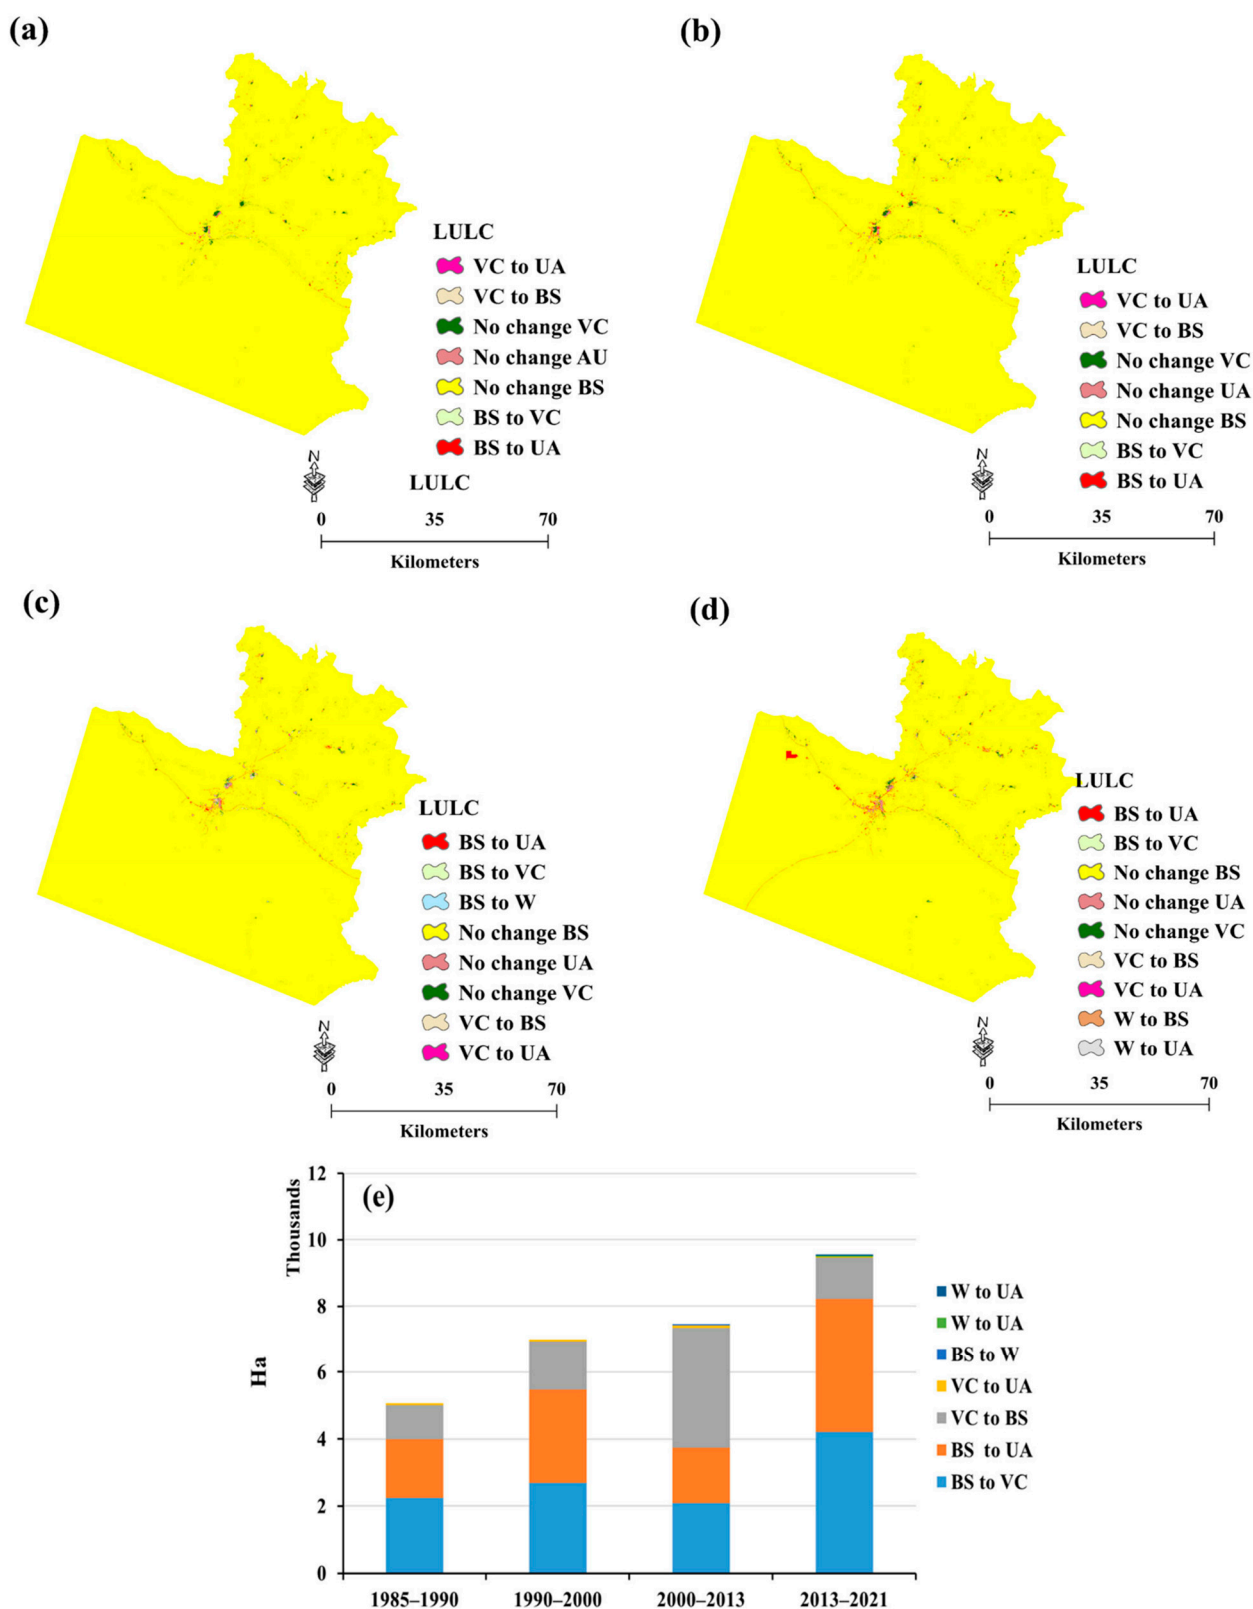 (a)
LULC
VC to UA
VC to BS
No change VC
No change AU
No change BS
BS to VC
BS to UA
N
LULC
0 35 70
Kilometers
(b)
LULC
VC to UA
VC to BS
No change VC
No change UA
No change BS
BS to VC
BS to UA
N
0 35 70
Kilometers
(c)
LULC
BS to UA
BS to VC
BS to W
No change BS
No change UA
No change VC
VC to BS
VC to UA
N
0 35 70
Kilometers
(d)
LULC
BS to UA
BS to VC
No change BS
No change UA
No change VC
VC to BS
VC to UA
W to BS
W to UA
N
0 35 70
Kilometers
(e)
Ha
Thousands
12
10
8
6
4
2
0
1985–1990 1990–2000 2000–2013 2013–2021
W to UA
W to UA
BS to W
VC to UA
VC to BS
BS to UA
BS to VC